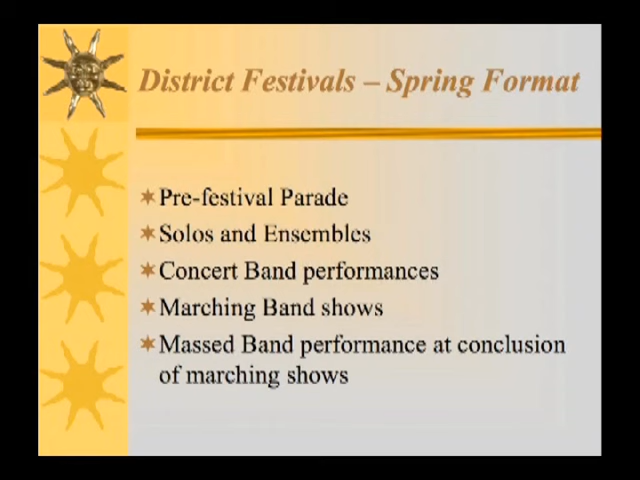 District Festivals – Spring Format
Pre-festival Parade
Solos and Ensembles
Concert Band performances
Marching Band shows
Massed Band performance at conclusion
of marching shows